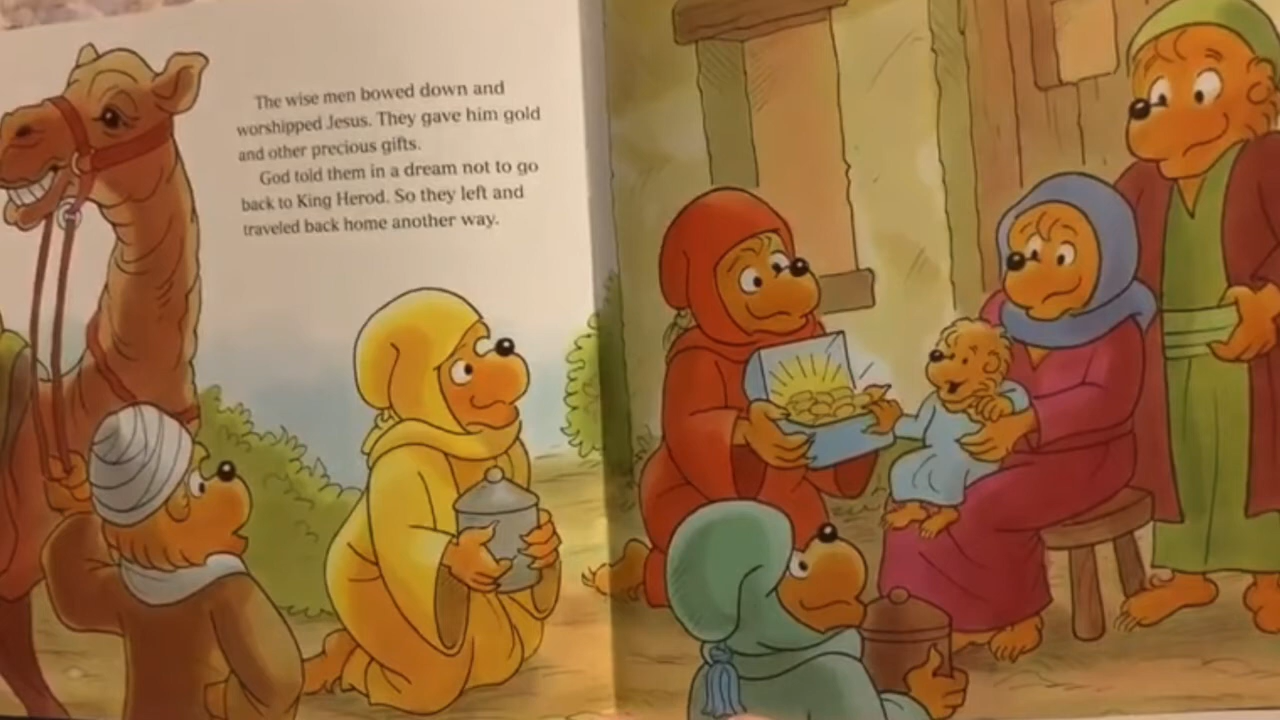 The wise men bowed down and
worshipped Jesus. They gave him gold
and other precious gifts.
God told them in a dream not to go
back to King Herod. So they left and
traveled back home another way.